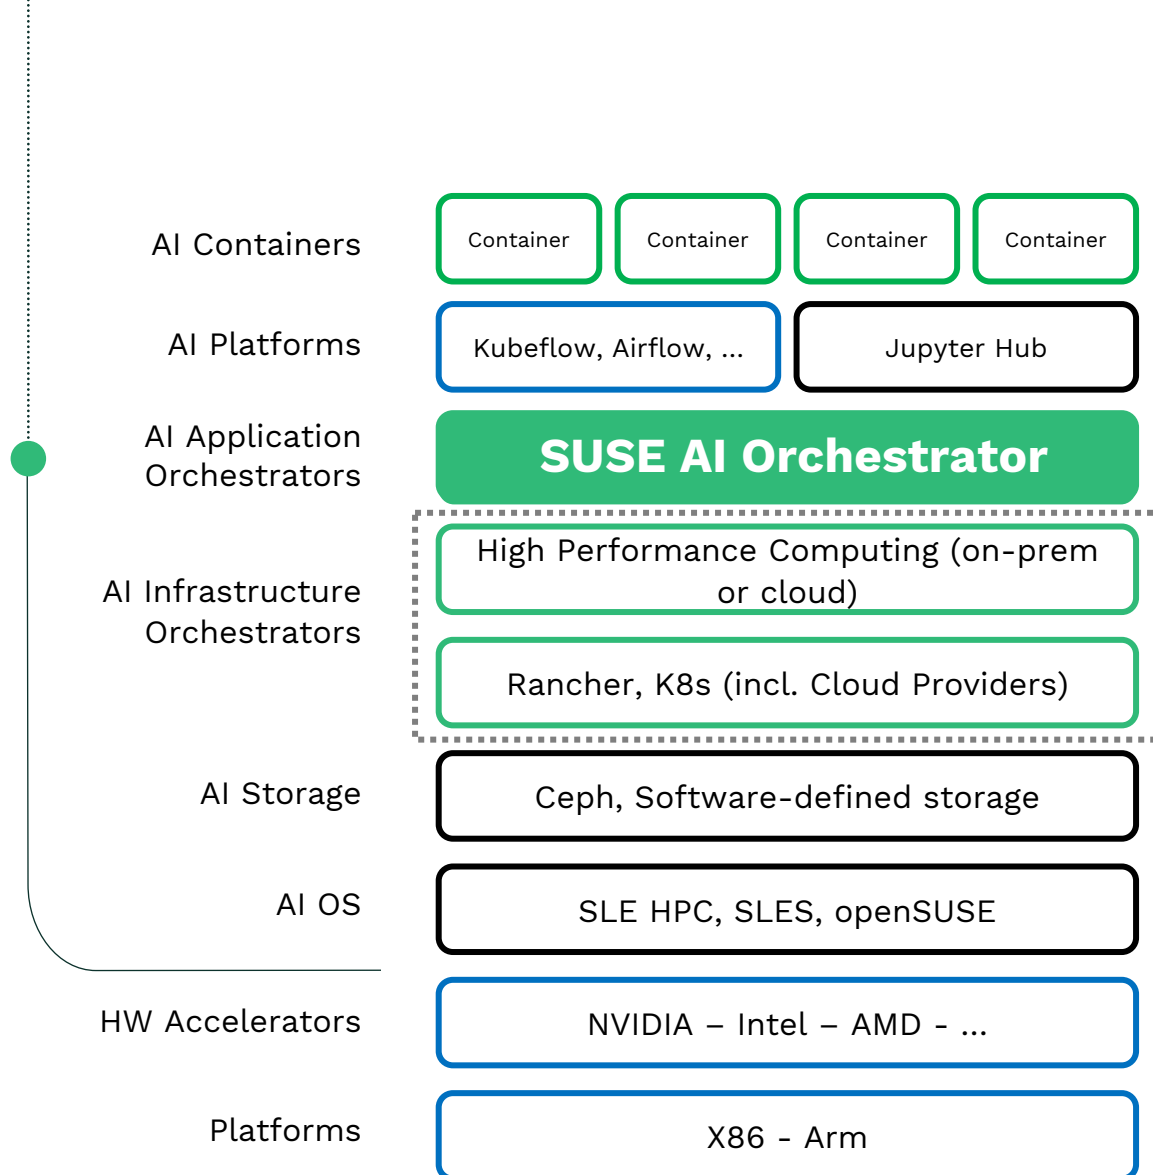 AI Containers
Container
Container
Container
Container
AI Platforms
Kubeflow, Airflow, ...
Jupyter Hub
AI Application
Orchestrators
SUSE AI Orchestrator
AI Infrastructure
Orchestrators
High Performance Computing (on-prem
or cloud)
Rancher, K8s (incl. Cloud Providers)
AI Storage
Ceph, Software-defined storage
AI OS
SLE HPC, SLES, openSUSE
HW Accelerators
NVIDIA – Intel – AMD - ...
Platforms
X86 - Arm